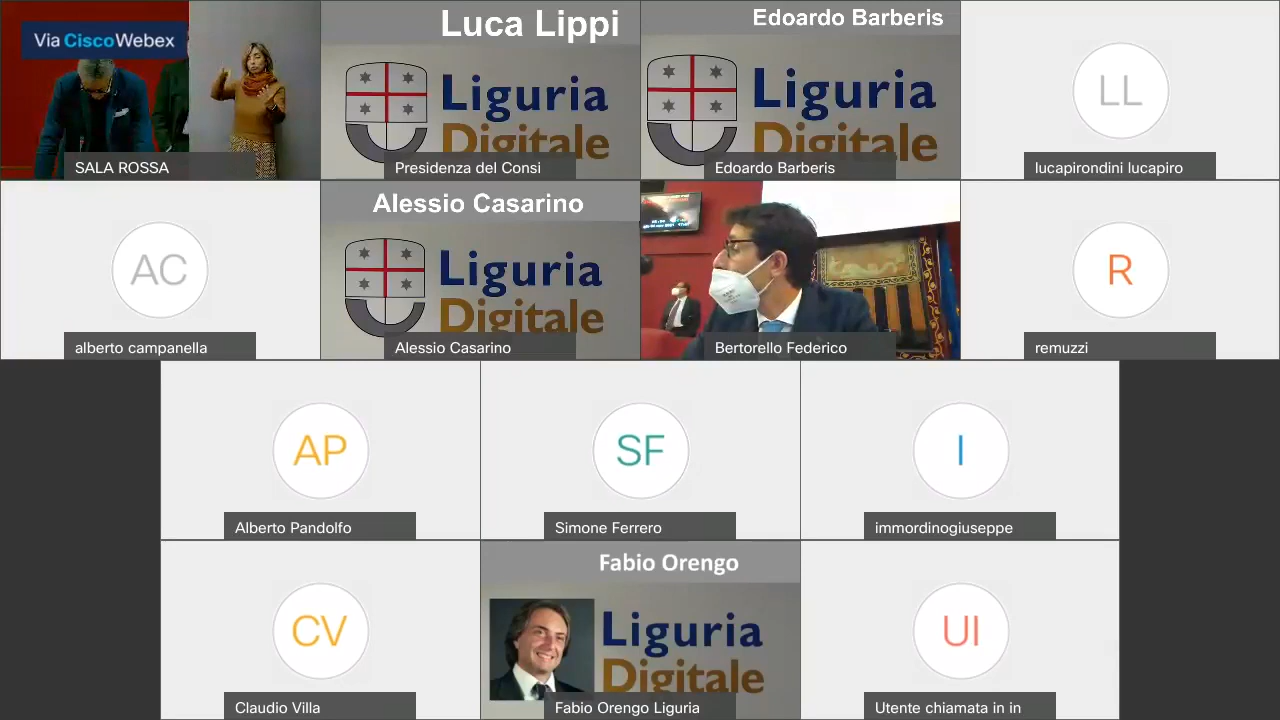 Via Cisco Webex
SALA ROSSA
Luca Lippi
Liguria
Digitale
Presidenza del Consi
Edoardo Barberis
Liguria
Digitale
Edoardo Barberis
LL
lucapirondini lucapiro
AC
alberto campanella
Alessio Casarino
Liguria
Digitale
Alessio Casarino
Bertorello Federico
R
remuzzi
AP
Alberto Pandolfo
SF
Simone Ferrero
I
immordinogiuseppe
CV
Claudio Villa
Fabio Orengo
Liguria
Digitale
Fabio Orengo Liguria
UI
Utente chiamata in in